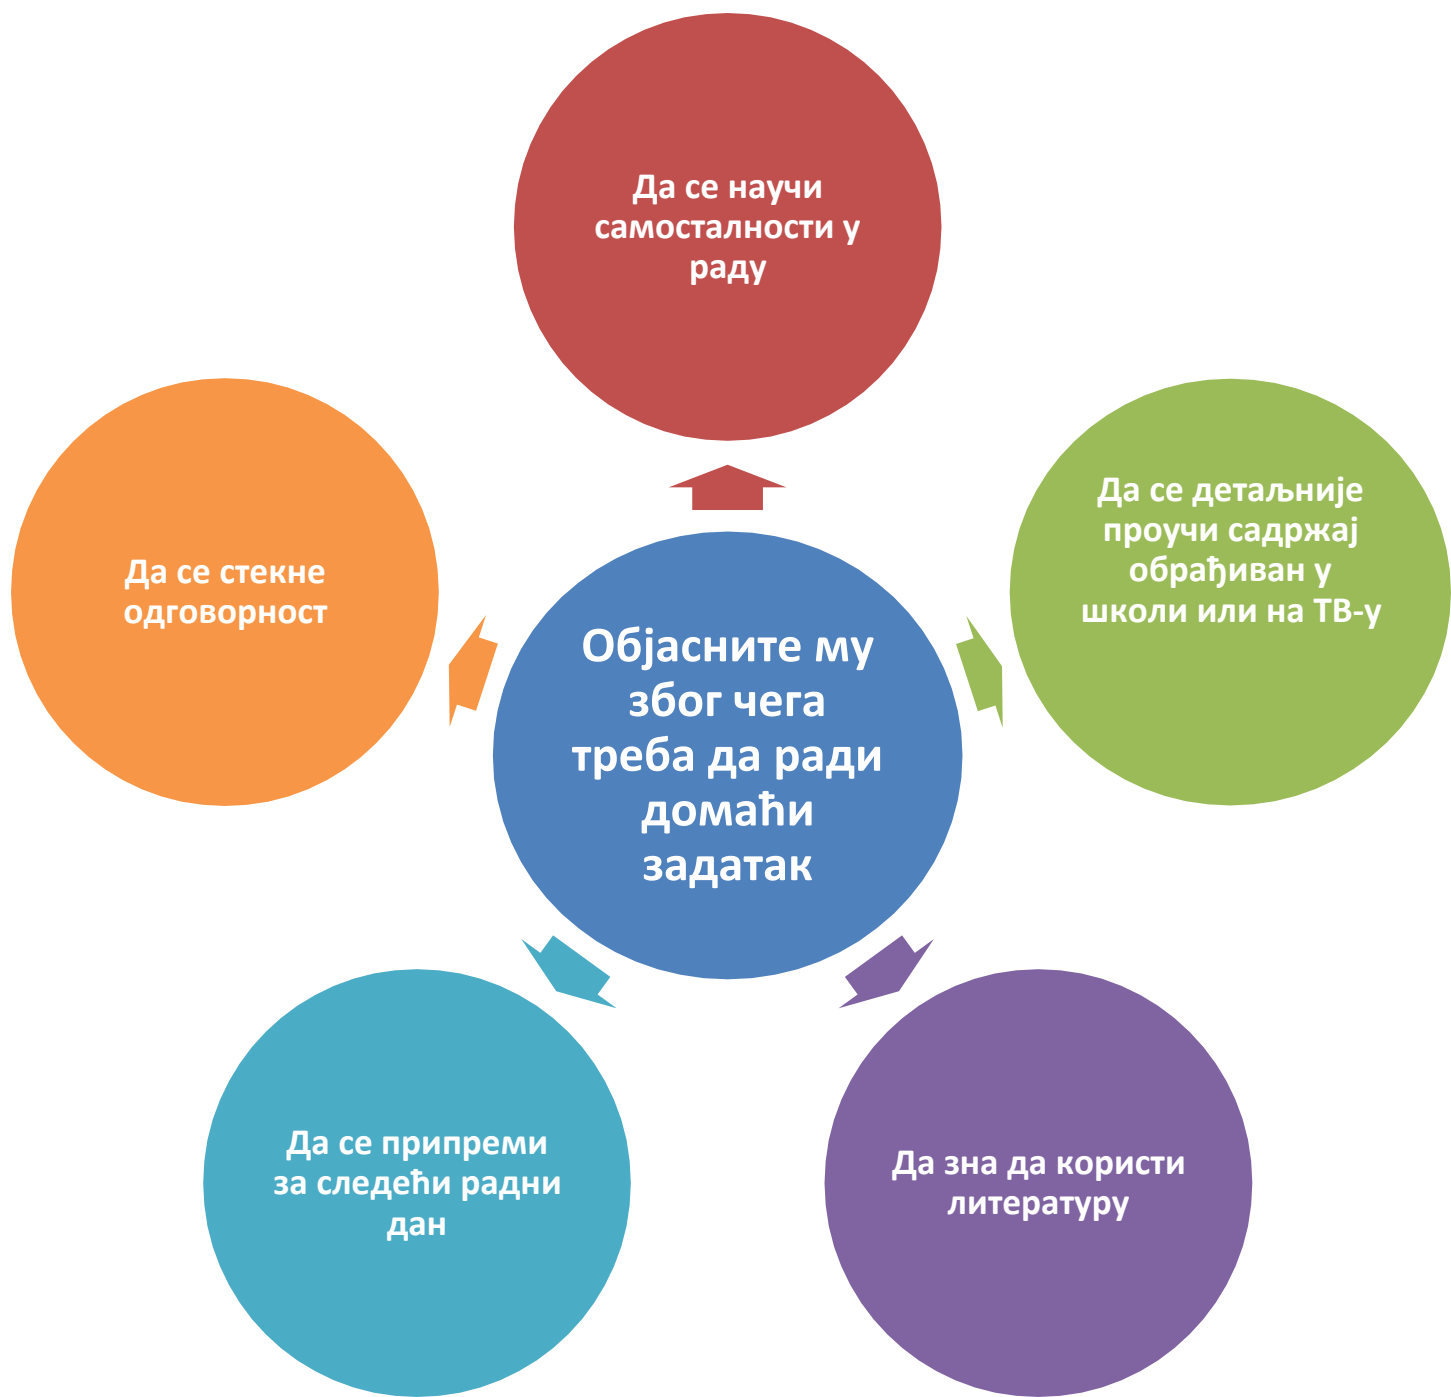 Да се научи
самосталности у
раду
Да се детаљније
проучи садржај
обрађиван у
школи или на ТВ-у
Да се стекне
одговорност
Објасните му
због чега
треба да ради
домаћи
задатак
Да се припреми
за следећи радни
дан
Да зна да користи
литературу